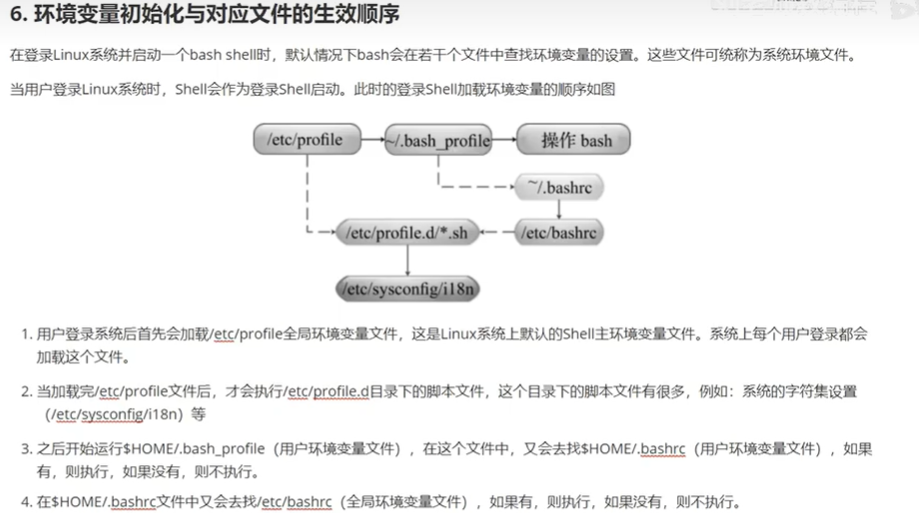 6. 环境变量初始化与对应文件的生效顺序
在登录Linux系统并启动一个bash shell时，默认情况下bash会在若干个文件中查找环境变量的设置。这些文件可统称为系统环境文件。
当用户登录Linux系统时，Shell会作为登录Shell启动。此时的登录Shell加载环境变量的顺序如图
/etc/profile
~/.bash_profile
操作 bash
~/.bashrc
/etc/profile.d/*.sh
/etc/bashrc
/etc/sysconfig/i18n
1. 用户登录系统后首先会加载/etc/profile全局环境变量文件，这是Linux系统上默认的Shell主环境变量文件。系统上每个用户登录都会
加载这个文件。
2. 当加载完/etc/profile文件后，才会执行/etc/profile.d目录下的脚本文件，这个目录下的脚本文件有很多，例如：系统的字符集设置
（/etc/sysconfig/i18n）等
3. 之后开始运行$HOME/.bash_profile（用户环境变量文件），在这个文件中，又会去找$HOME/.bashrc（用户环境变量文件），如果
有，则执行，如果没有，则不执行。
4. 在$HOME/.bashrc文件中又会去找/etc/bashrc（全局环境变量文件），如果有，则执行，如果没有，则不执行。